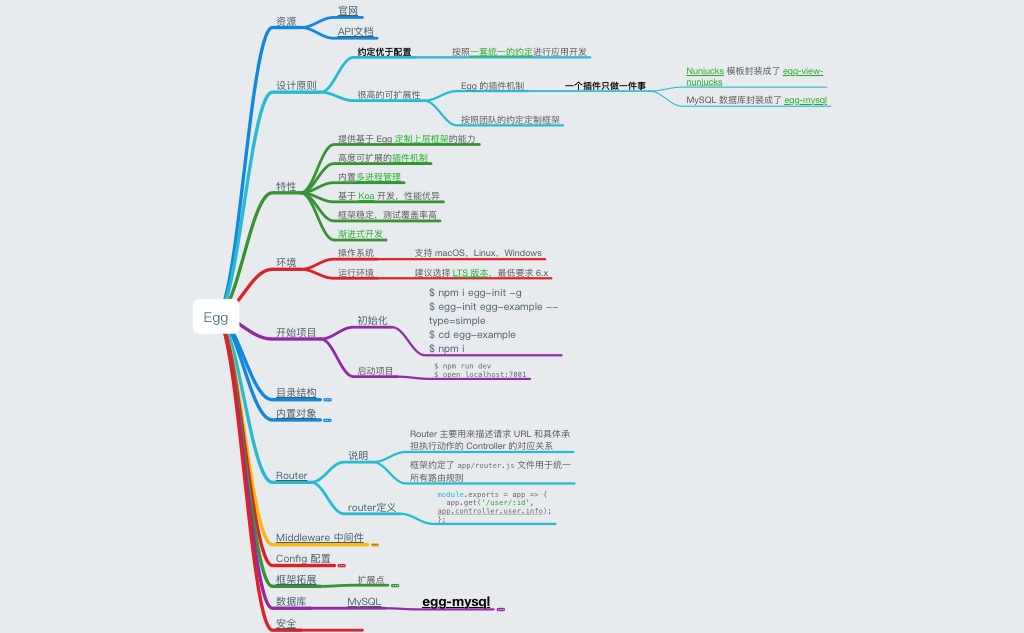 Egg
资源
官网
API文档
设计原则
约定优于配置
按照一套统一的约定进行应用开发
很高的可扩展性
Egg 的插件机制
一个插件只做一件事
Nunjucks 模板封装成了 egg-view-
nunjucks
MySQL 数据库封装成了 egg-mysql
按照团队的约定定制框架
特性
提供基于 Egg 定制上层框架的能力
高度可扩展的插件机制
内置多进程管理
基于 Koa 开发，性能优异
框架稳定，测试覆盖率高
渐进式开发
环境
操作系统
支持 macOS，Linux，Windows
运行环境
建议选择 LTS 版本，最低要求 6.x
开始项目
初始化
$ npm i egg-init -g
$ egg-init egg-example --
type=simple
$ cd egg-example
$ npm i
启动项目
$ npm run dev
$ open localhost:7001
目录结构
内置对象
Router
说明
Router 主要用来描述请求 URL 和具体承
担执行动作的 Controller 的对应关系
框架约定了 app/router.js 文件用于统一
所有路由规则
router定义
module.exports = app => {
app.get('/user/:id',
app.controller.user.info);
};
Middleware 中间件
Config 配置
框架拓展
扩展点
数据库
MySQL
egg-mysql
安全